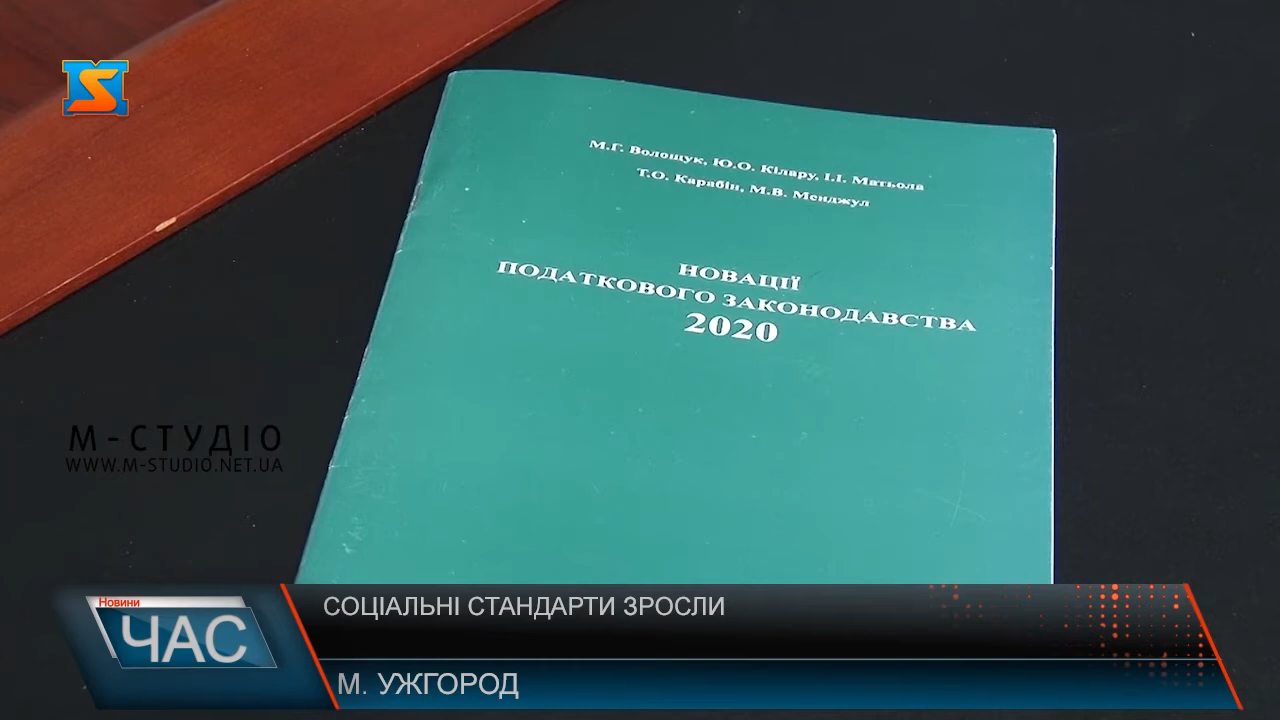 М.Г. Волощук, Ю.О. Кілару, І.І. Матьола
Т.О. Карабін, М.В. Менджул
НОВАЦІЇ
ПОДАТКОВОГО ЗАКОНОДАВСТВА
2020
М-СТУДІО
WWW.M-STUDIO.NET.UA
Новини
ЧАС
СОЦІАЛЬНІ СТАНДАРТИ ЗРОСЛИ
М. УЖГОРОД